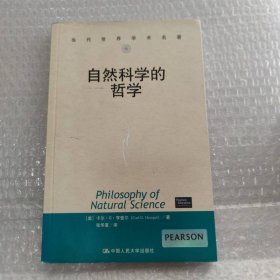 当代世界学术名著
自然科学的
哲学
Philosophy of
Natural Science
[美] 卡尔·G·亨普尔 (Carl G. Hempel) 著
张华夏 译
PEARSON
中国人民大学出版社